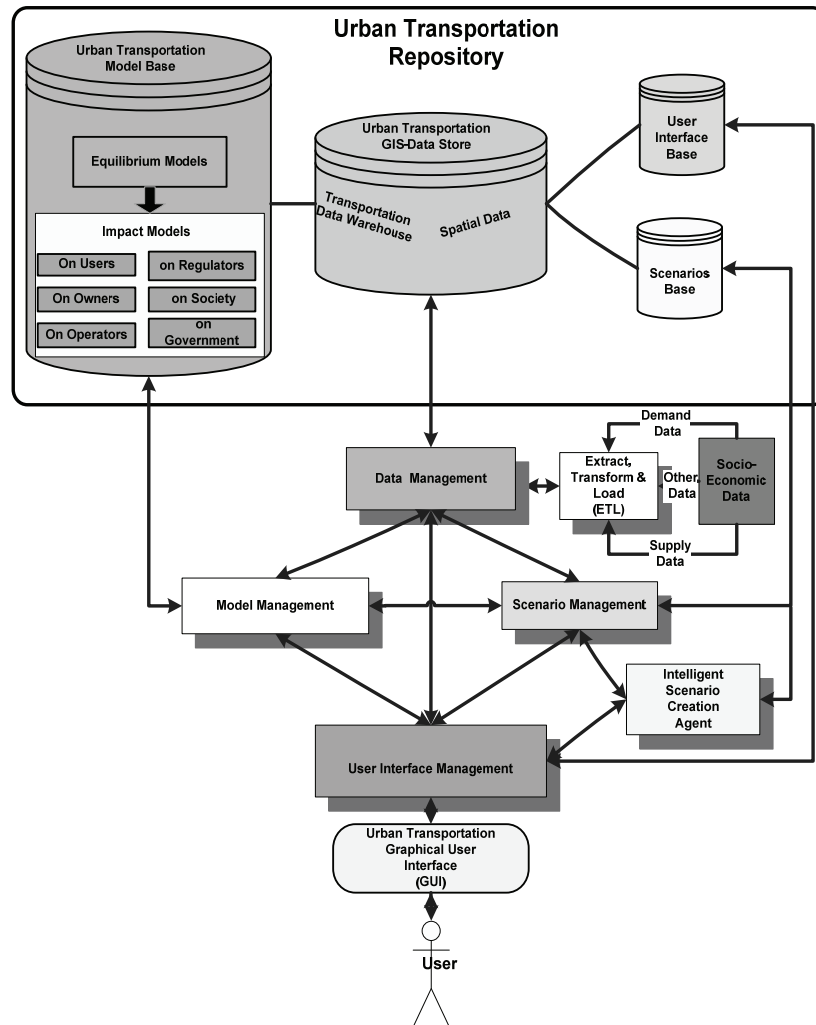 Urban Transportation
Repository
Urban Transportation
Model Base
Equilibrium Models
Impact Models
On Users
on Regulators
On Owners
on Society
On Operators
on
Government
Urban Transportation
GIS-Data Store
Transportation
Data Warehouse
Spatial Data
User
Interface
Base
Scenarios
Base
Data Management
Extract,
Transform &
Load
(ETL)
Demand
Data
Other
Data
Supply
Data
Socio-
Economic
Data
Model Management
Scenario Management
Intelligent
Scenario
Creation
Agent
User Interface Management
Urban Transportation
Graphical User
Interface
(GUI)
User